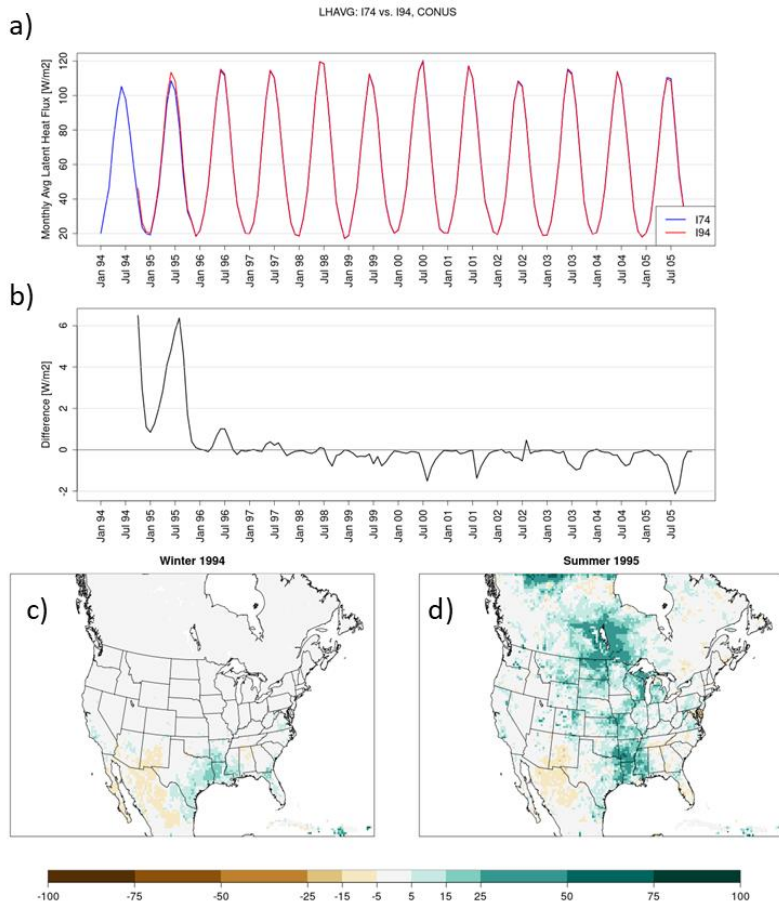 LHAVG: I74 vs. I94, CONUS
a)
Monthly Avg Latent Heat Flux [W/m2]
120
100
80
60
40
20
I74
I94
Jan 94
Jul 94
Jan 95
Jul 95
Jan 96
Jul 96
Jan 97
Jul 97
Jan 98
Jul 98
Jan 99
Jul 99
Jan 00
Jul 00
Jan 01
Jul 01
Jan 02
Jul 02
Jan 03
Jul 03
Jan 04
Jul 04
Jan 05
Jul 05
b)
Difference [W/m2]
6
4
2
0
-2
Jan 94
Jul 94
Jan 95
Jul 95
Jan 96
Jul 96
Jan 97
Jul 97
Jan 98
Jul 98
Jan 99
Jul 99
Jan 00
Jul 00
Jan 01
Jul 01
Jan 02
Jul 02
Jan 03
Jul 03
Jan 04
Jul 04
Jan 05
Jul 05
Winter 1994
c)
Summer 1995
d)
-100 -75 -50 -25 -15 -5 5 15 25 50 75 100